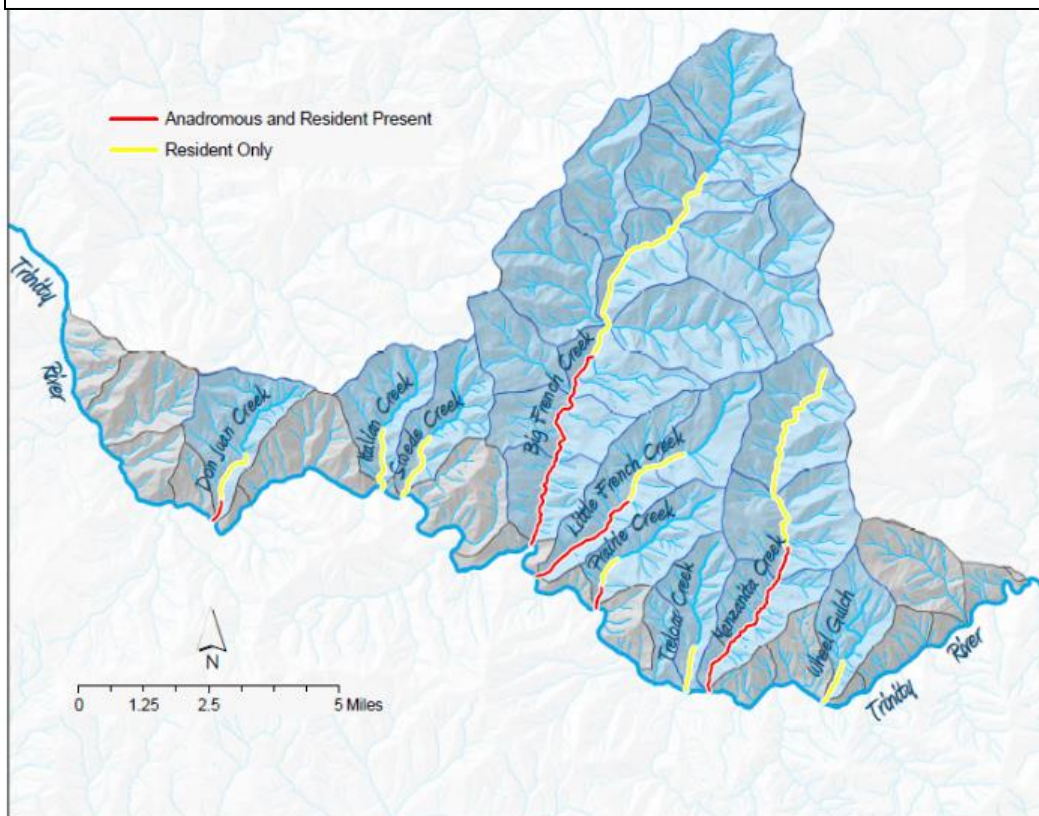 Anadromous and Resident Present
Resident Only
Trinity
River
Don Juan Creek
Italian Creek
Swede Creek
Big French Creek
Little French Creek
Prairie Creek
Treloar Creek
Manzanita Creek
Wheel Gulch
River
Trinity
N
0 1.25 2.5 5 Miles